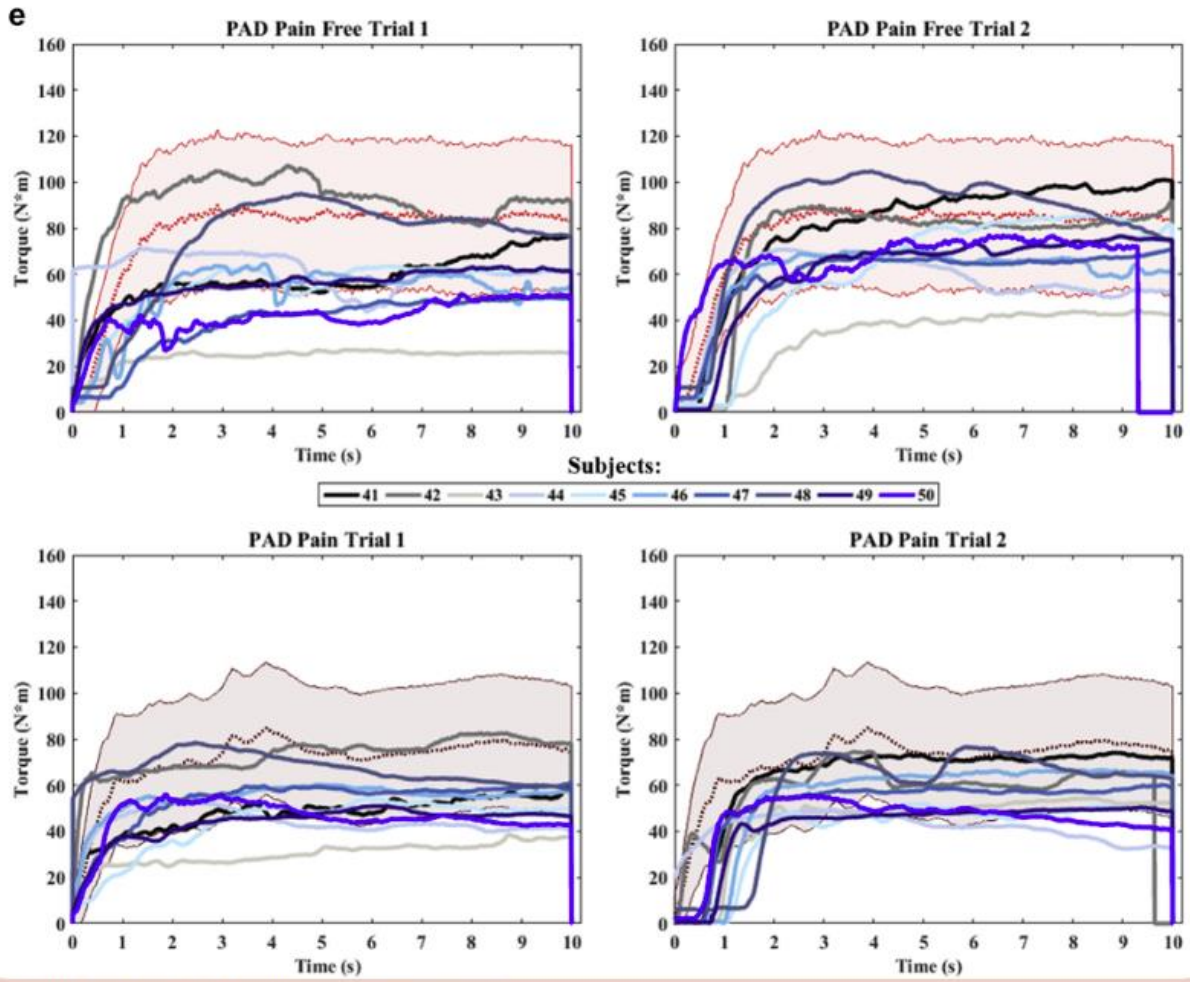 e
PAD Pain Free Trial 1
160
140
120
100
80
60
40
20
0
Torque (N*m)
0 1 2 3 4 5 6 7 8 9 10
Time (s)
PAD Pain Free Trial 2
160
140
120
100
80
60
40
20
0
Torque (N*m)
0 1 2 3 4 5 6 7 8 9 10
Time (s)
Subjects:
41 42 43 44 45 46 47 48 49 50
PAD Pain Trial 1
160
140
120
100
80
60
40
20
0
Torque (N*m)
0 1 2 3 4 5 6 7 8 9 10
Time (s)
PAD Pain Trial 2
160
140
120
100
80
60
40
20
0
Torque (N*m)
0 1 2 3 4 5 6 7 8 9 10
Time (s)